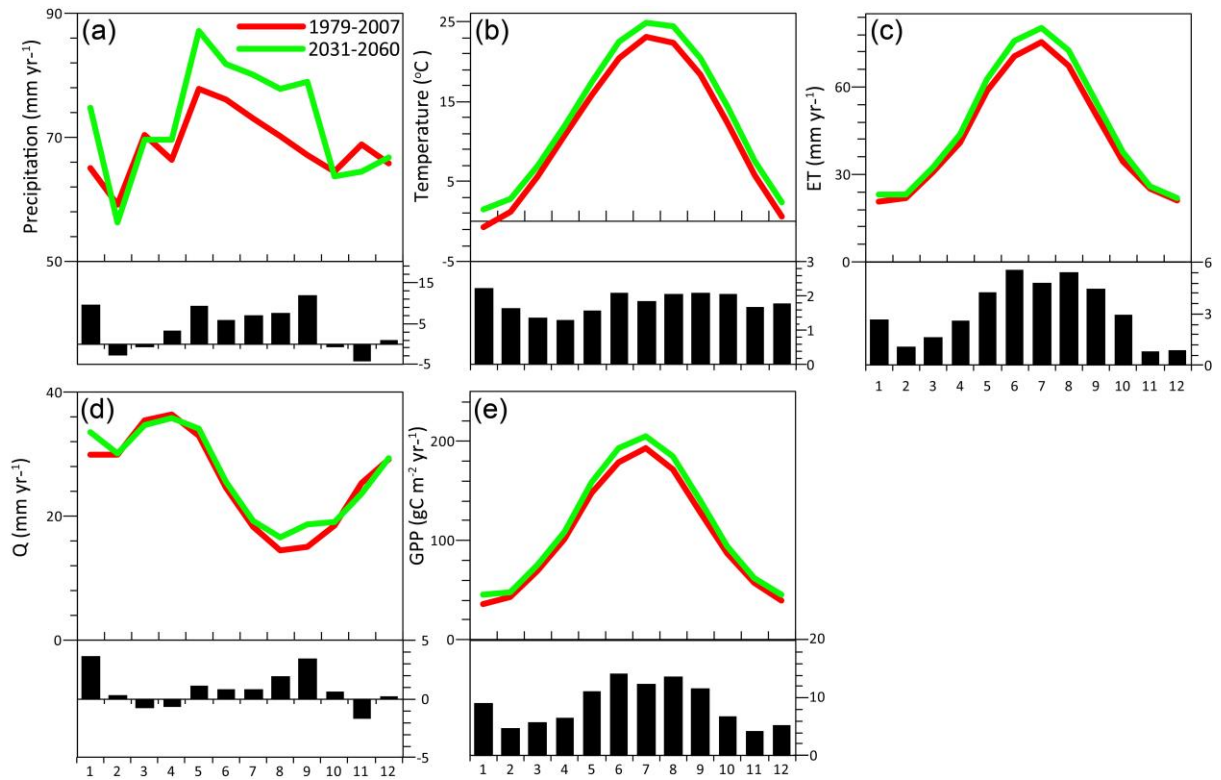 (a)
1979-2007
2031-2060
Precipitation (mm yr-¹)
90
70
50
15
5
-5
(b)
Temperature (°C)
25
15
5
-5
3
2
1
0
(c)
ET (mm yr-¹)
60
30
0
6
3
0
1 2 3 4 5 6 7 8 9 10 11 12
(d)
Q (mm yr-¹)
40
20
0
5
0
-5
1 2 3 4 5 6 7 8 9 10 11 12
(e)
GPP (gC m⁻² yr-¹)
200
100
0
20
10
0
1 2 3 4 5 6 7 8 9 10 11 12